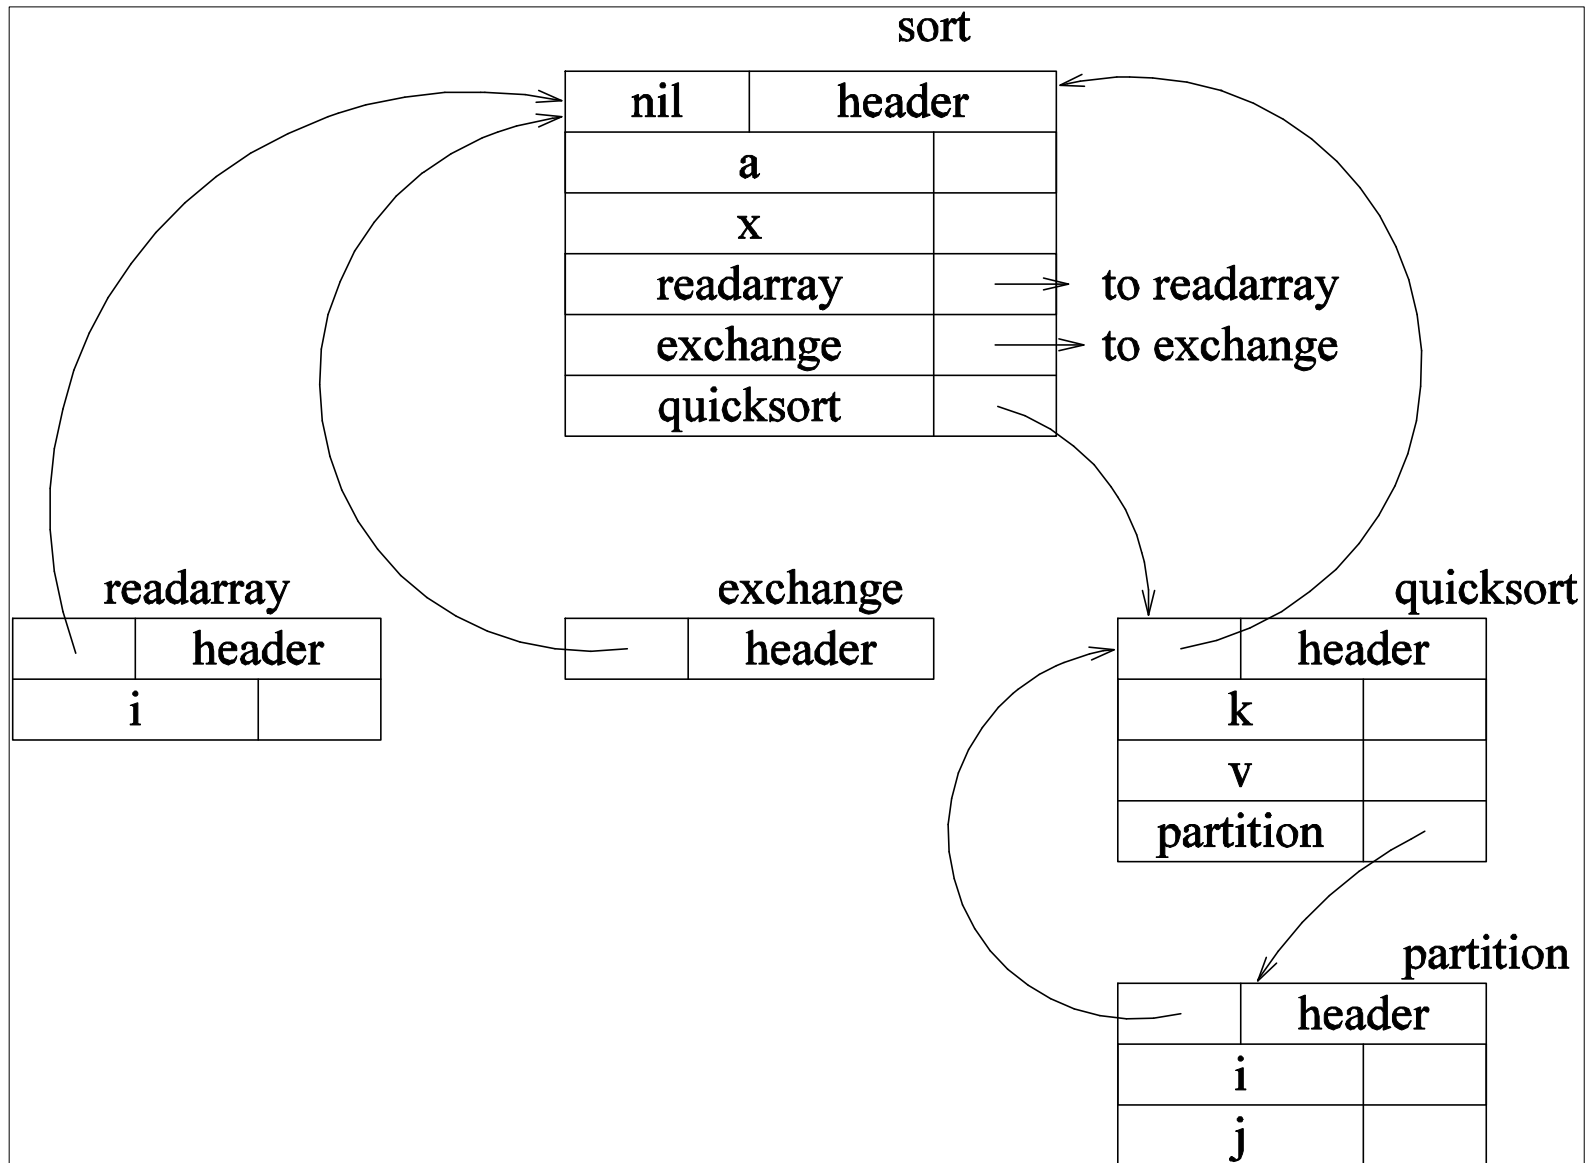 sort
nil header
a
x
readarray to readarray
exchange to exchange
quicksort
readarray exchange quicksort
header header header
i k
v
partition
partition
header
i
j